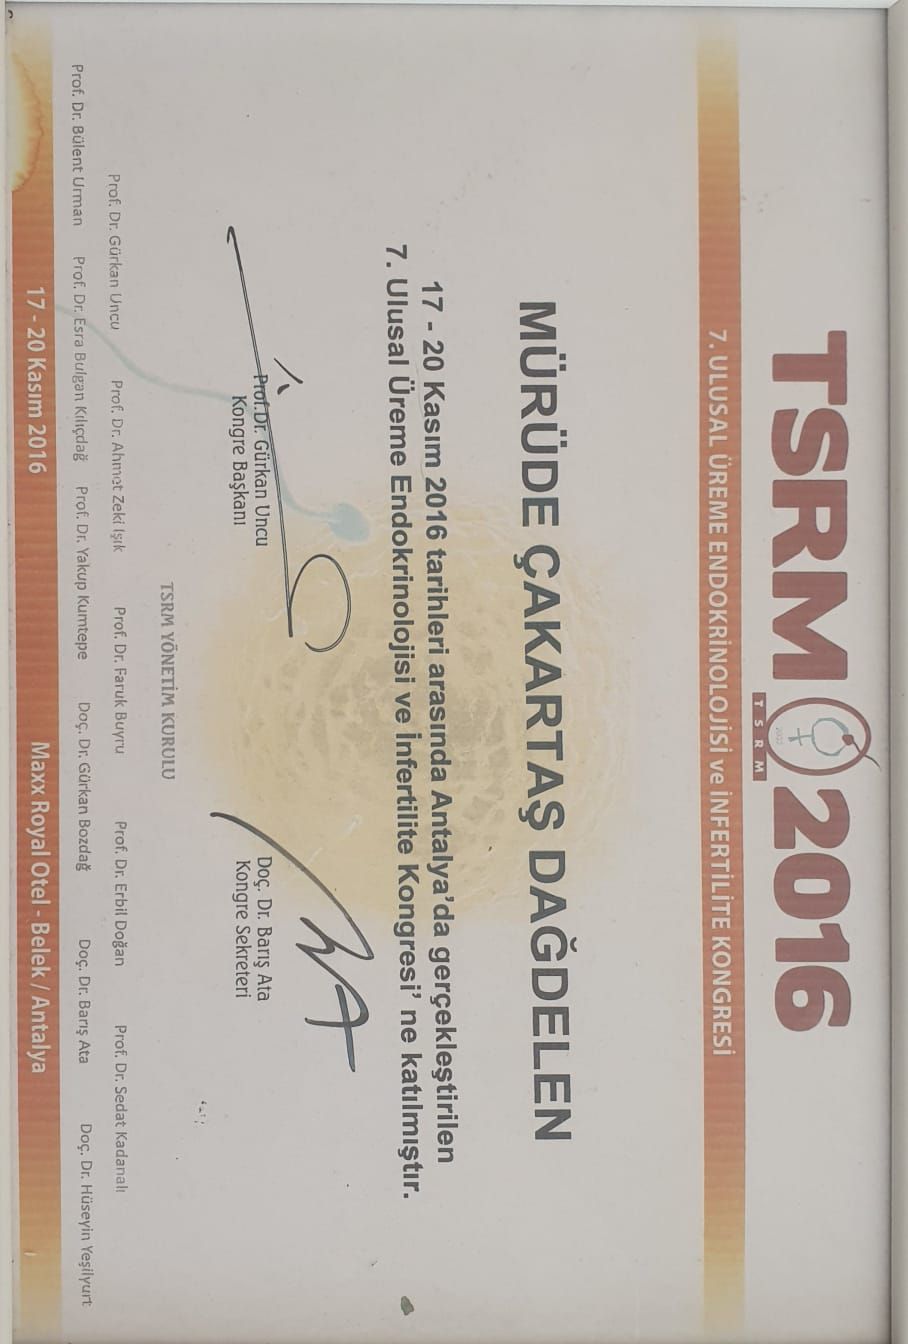 TSRM 2016
2002
TSRM
7. ULUSAL ÜREME ENDOKRİNOLOJİSİ ve İNFERTİLİTE KONGRESİ
MÜRÜDE ÇAKARTAŞ DAĞDELEN
17 - 20 Kasım 2016 tarihleri arasında Antalya'da gerçekleştirilen
7. Ulusal Üreme Endokrinolojisi ve İnfertilite Kongresi' ne katılmıştır.
Prof.Dr. Gürkan Uncu
Kongre Başkanı
Doç. Dr. Barış Ata
Kongre Sekreteri
TSRM YÖNETİM KURULU
Prof. Dr. Gürkan Uncu Prof. Dr. Ahmet Zeki Işık Prof. Dr. Faruk Buyru Prof. Dr. Erbil Doğan Prof. Dr. Sedat Kadanalı
Prof. Dr. Bülent Urman Prof. Dr. Esra Bulgan Kılıçdağ Prof. Dr. Yakup Kumtepe Doç. Dr. Gürkan Bozdağ Doç. Dr. Barış Ata Doç. Dr. Hüseyin Yeşilyurt
17 - 20 Kasım 2016 Maxx Royal Otel - Belek / Antalya